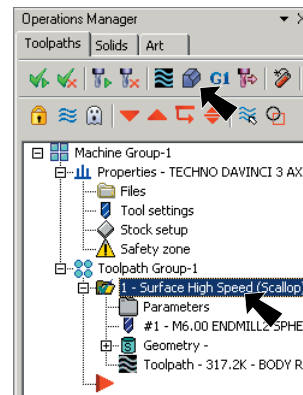 Operations Manager
Toolpaths Solids Art
G1
Machine Group-1
Properties - TECHNO DAVINCI 3 AX
Files
Tool settings
Stock setup
Safety zone
Toolpath Group-1
1 - Surface High Speed (Scallop)
Parameters
#1 - M6.00 ENDMILL2 SPHE
Geometry -
Toolpath - 317.2K - BODY R